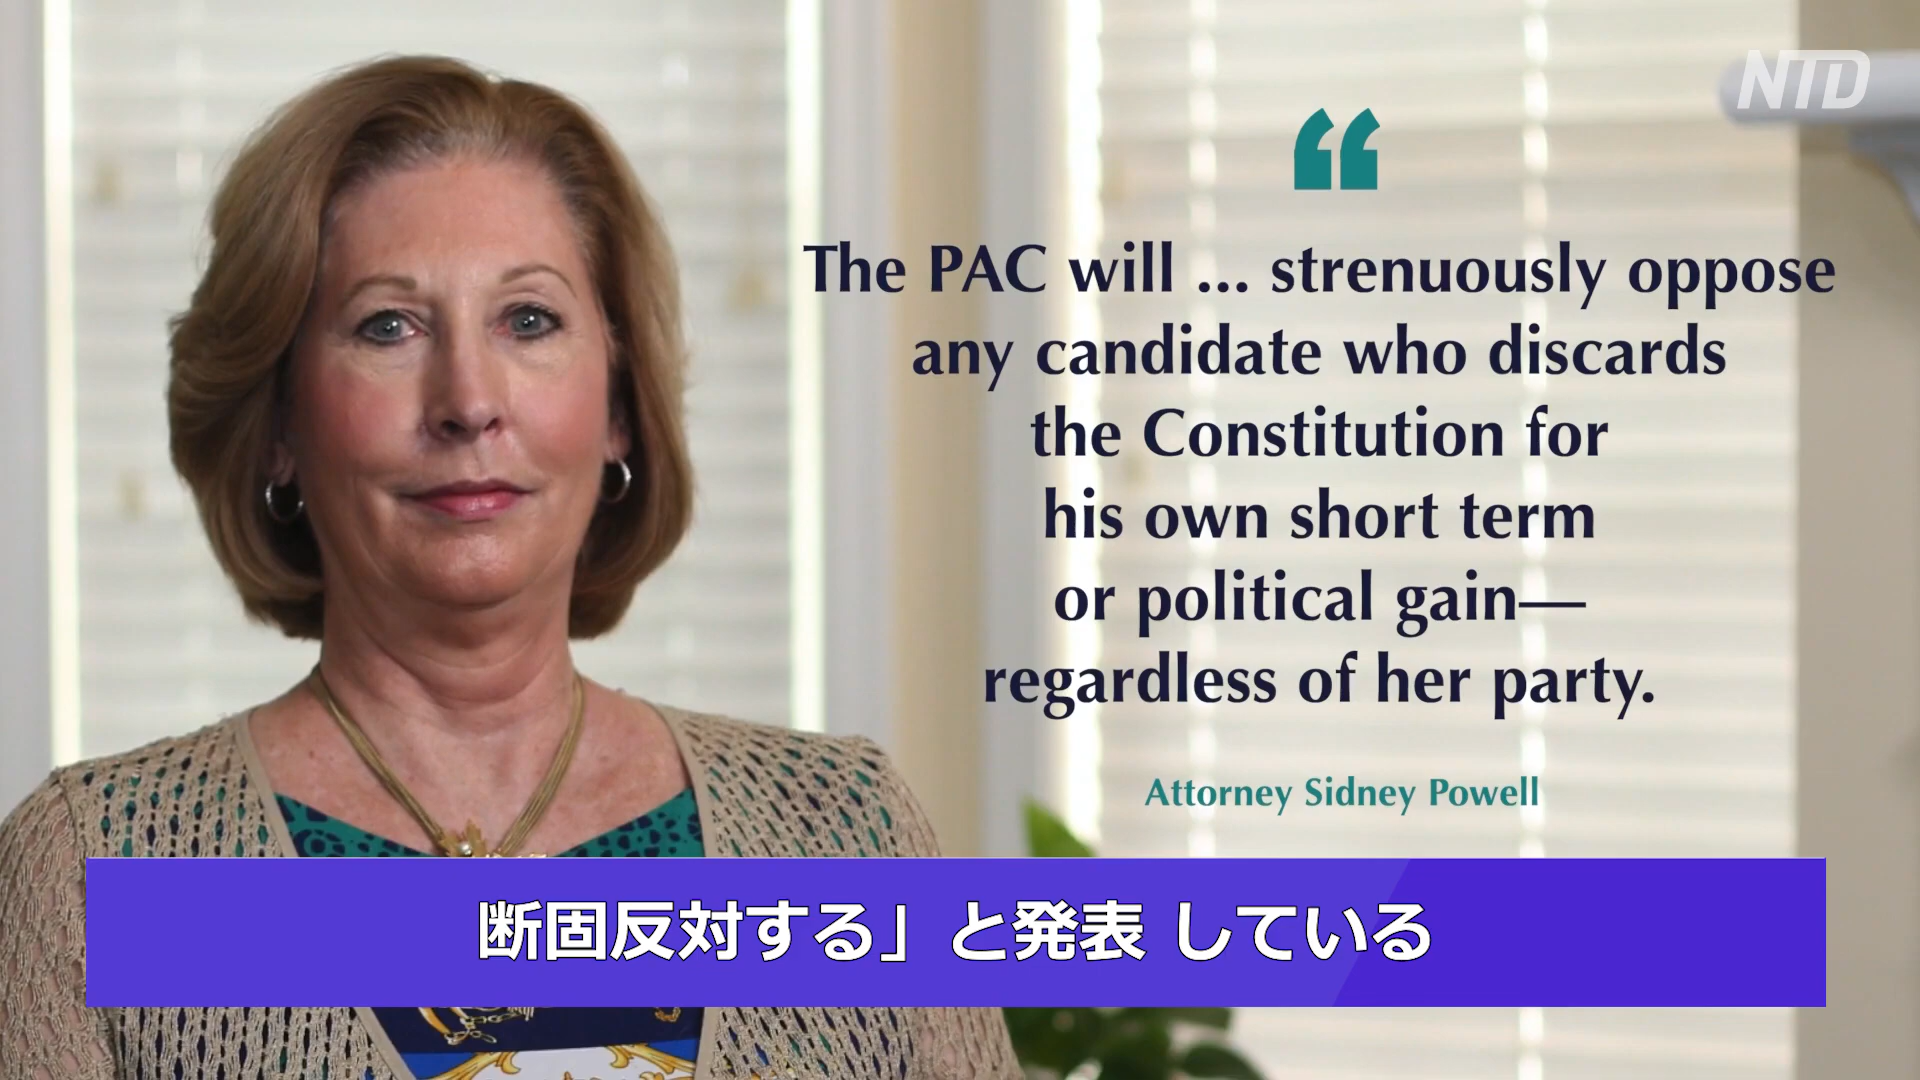 NTD
“
The PAC will ... strenuously oppose
any candidate who discards
the Constitution for
his own short term
or political gain—
regardless of her party.
Attorney Sidney Powell
断固反対する」と発表 している